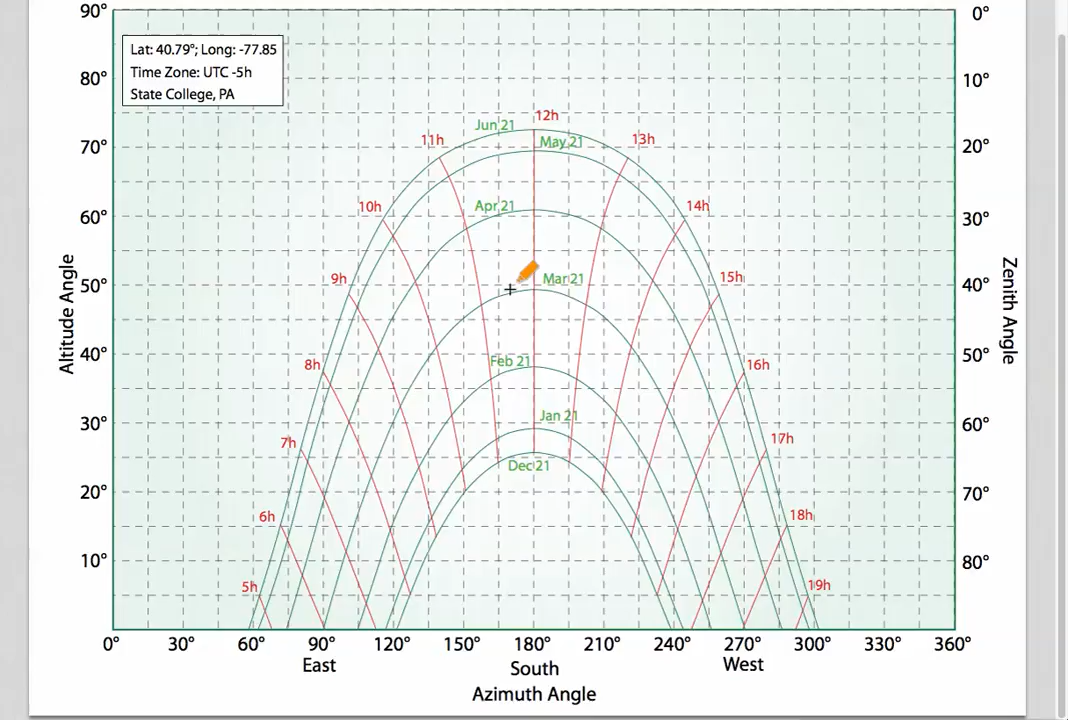 90°
0°
Lat: 40.79°; Long: -77.85
Time Zone: UTC -5h
State College, PA
80°
10°
12h
Jun 21
11h
May 21
13h
70°
20°
10h
Apr 21
14h
60°
30°
9h
Mar 21
15h
50°
40°
Altitude Angle
Zenith Angle
40°
50°
8h
Feb 21
16h
30°
60°
Jan 21
7h
17h
Dec 21
20°
70°
6h
18h
10°
80°
5h
19h
0° 30° 60° 90° 120° 150° 180° 210° 240° 270° 300° 330° 360°
East South West
Azimuth Angle